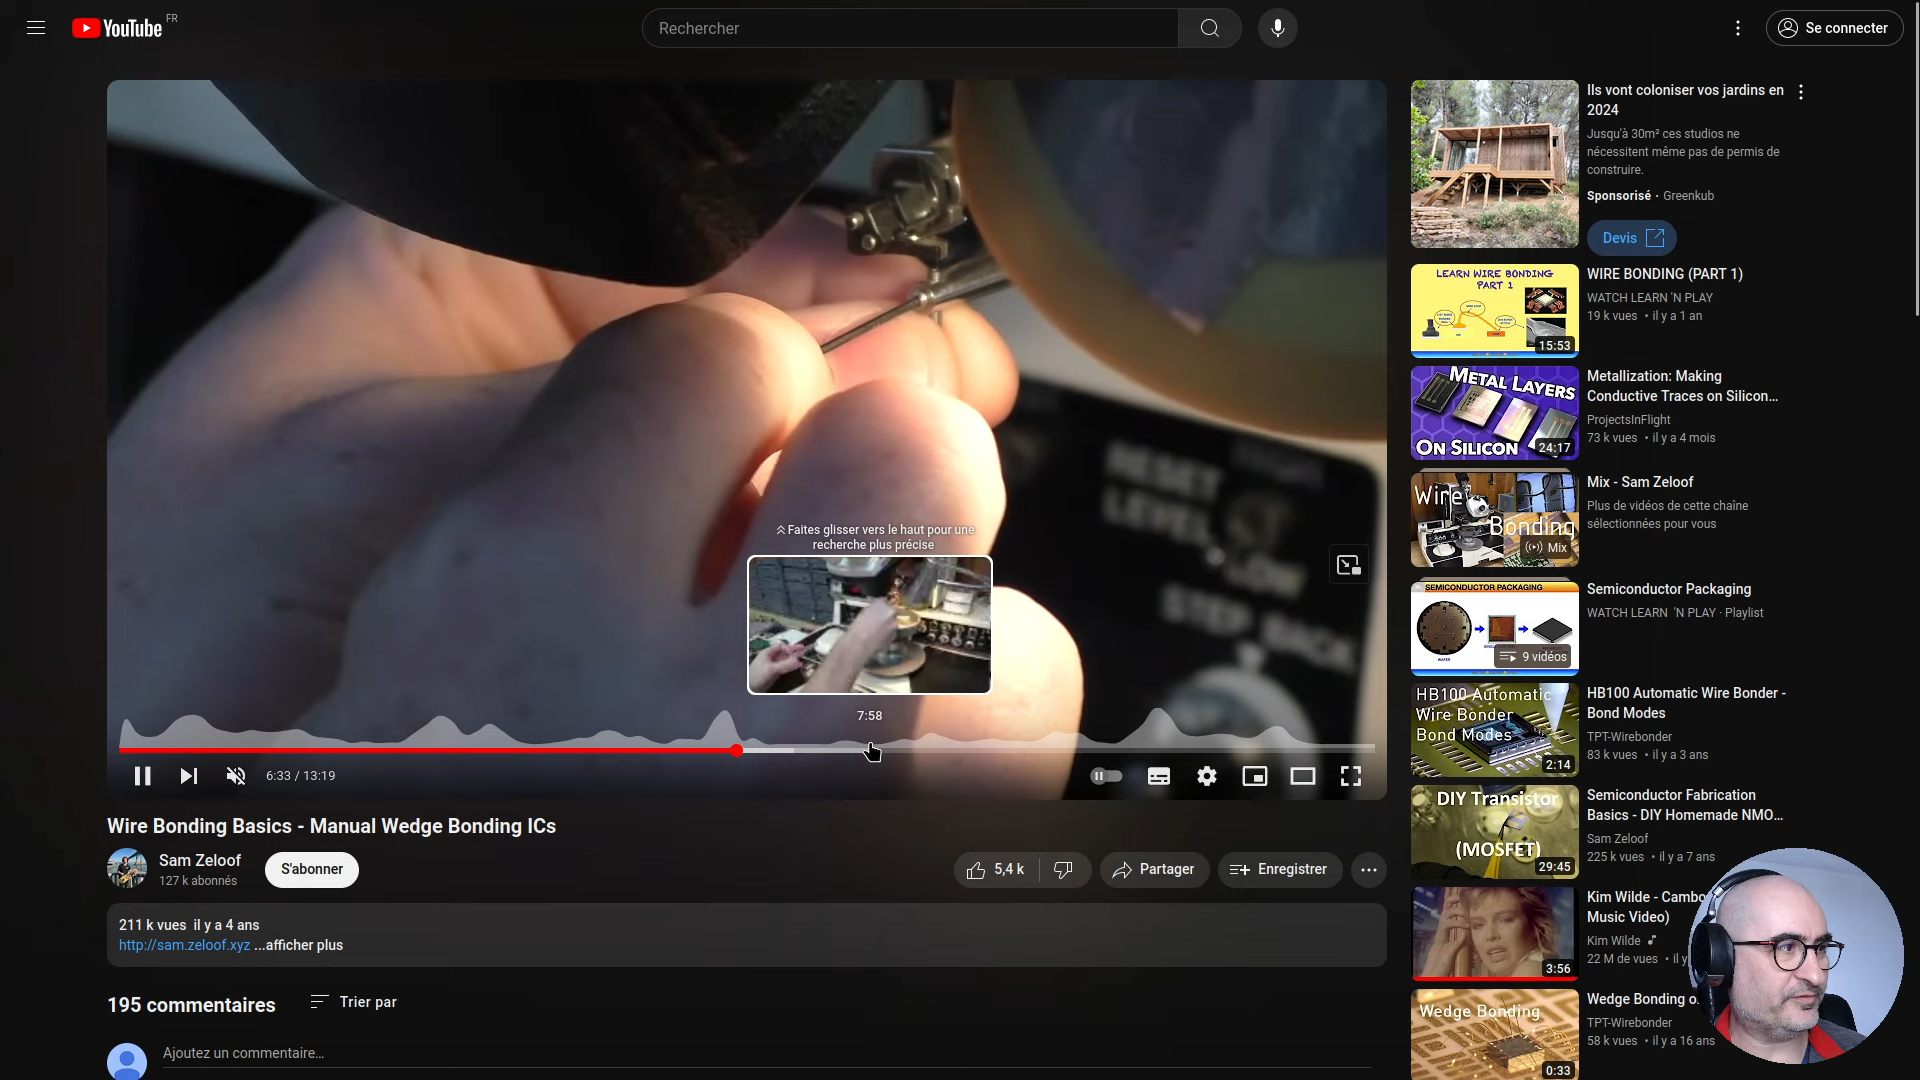 YouTube
FR
Rechercher
Se connecter
RESET
LEVEL LOW
STEP BACK
Faites glisser vers le haut pour une
recherche plus précise
7:58
6:33 / 13:19
Wire Bonding Basics - Manual Wedge Bonding ICs
Sam Zeloof
127 k abonnés
S'abonner
5,4 k
Partager
Enregistrer
211 k vues il y a 4 ans
http://sam.zeloof.xyz ...afficher plus
195 commentaires
Trier par
Ajoutez un commentaire...
Ils vont coloniser vos jardins en
2024
Jusqu'à 30m² ces studios ne
nécessitent même pas de permis de
construire.
Sponsorisé · Greenkub
Devis
LEARN WIRE BONDING
PART 1
15:53
WIRE BONDING (PART 1)
WATCH LEARN 'N PLAY
19 k vues • il y a 1 an
METAL LAYERS
ON SILICON
24:17
Metallization: Making
Conductive Traces on Silicon...
ProjectsInFlight
73 k vues • il y a 4 mois
Wire
Bonding
Mix
Mix - Sam Zeloof
Plus de vidéos de cette chaîne
sélectionnées pour vous
SEMICONDUCTOR PACKAGING
WAFER
9 vidéos
Semiconductor Packaging
WATCH LEARN 'N PLAY · Playlist
HB100 Automatic
Wire Bonder
Bond Modes
2:14
HB100 Automatic Wire Bonder -
Bond Modes
TPT-Wirebonder
83 k vues • il y a 3 ans
DIY Transistor
(MOSFET)
29:45
Semiconductor Fabrication
Basics - DIY Homemade NMO...
Sam Zeloof
225 k vues • il y a 7 ans
3:56
Kim Wilde - Cambo
Music Video)
Kim Wilde
22 M de vues • il y
Wedge Bonding
0:33
Wedge Bonding o
TPT-Wirebonder
58 k vues • il y a 16 ans